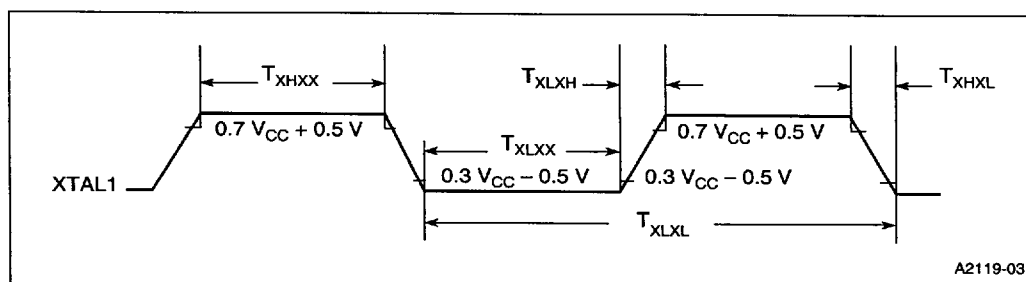 T_XHXX
T_XLXH
T_XHXL
0.7 V_CC + 0.5 V
T_XLXX
0.7 V_CC + 0.5 V
XTAL1
0.3 V_CC – 0.5 V
0.3 V_CC – 0.5 V
T_XLXL
A2119-03